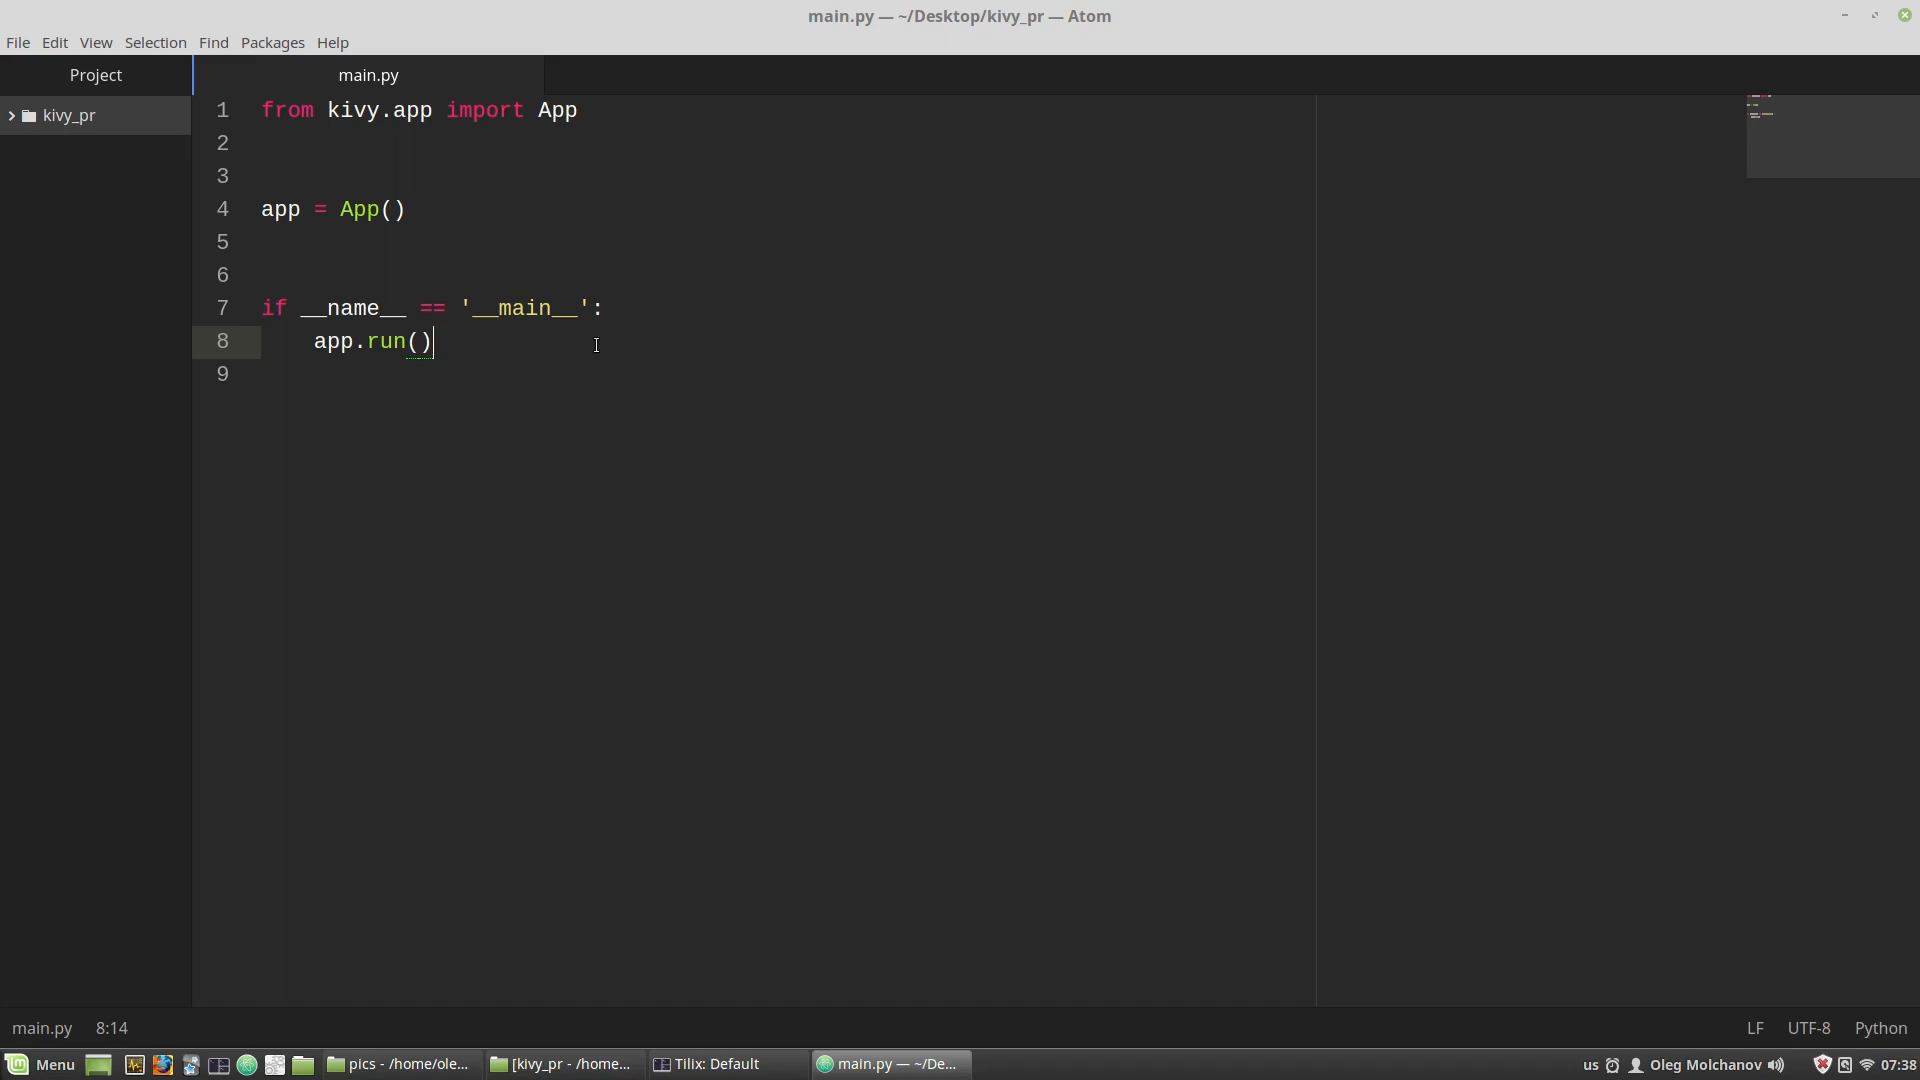 main.py — ~/Desktop/kivy_pr — Atom
File Edit View Selection Find Packages Help
Project
main.py
kivy_pr
1 from kivy.app import App
2
3
4 app = App()
5
6
7 if __name__ == '__main__':
8 app.run()
9
main.py 8:14
LF UTF-8 Python
Menu pics - /home/ole... [kivy_pr - /home... Tilix: Default main.py — ~/De... us Oleg Molchanov 07:38